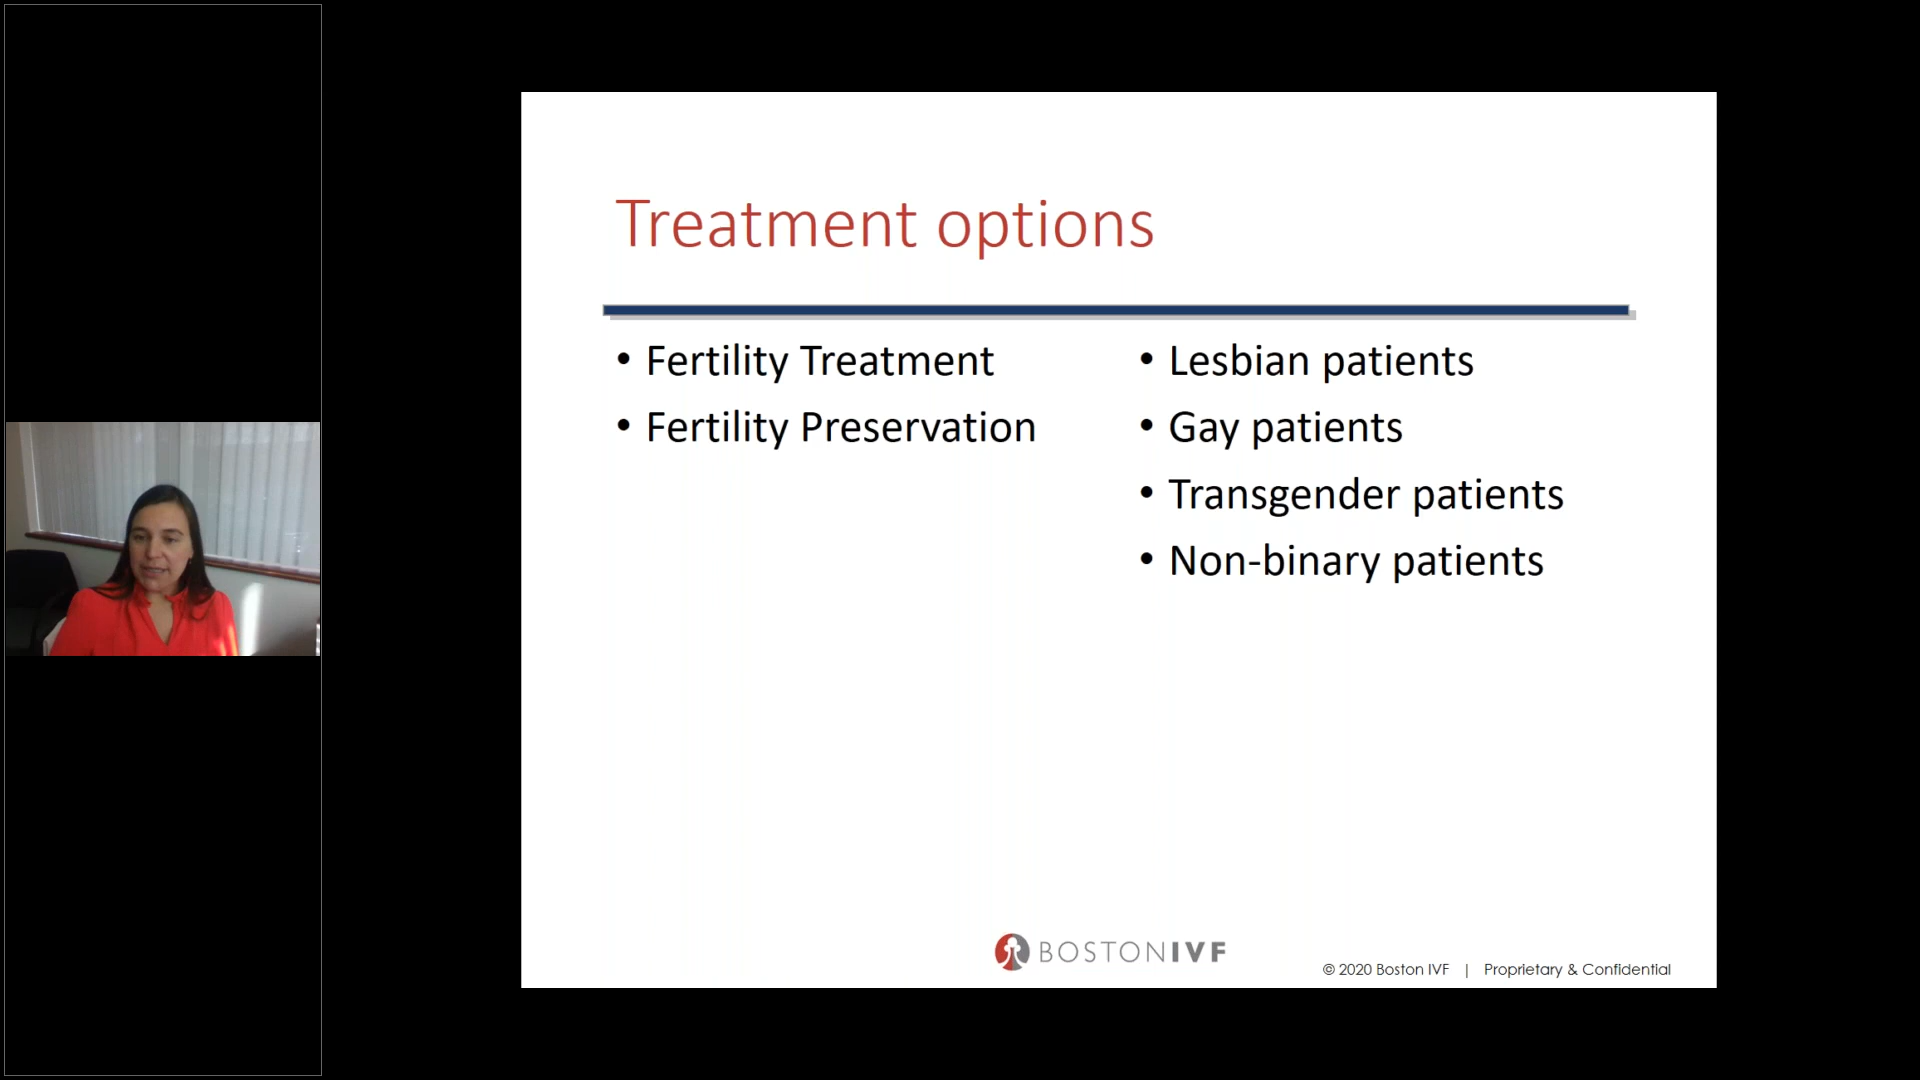 Treatment options
• Fertility Treatment
• Fertility Preservation
• Lesbian patients
• Gay patients
• Transgender patients
• Non-binary patients
BOSTONIVF
© 2020 Boston IVF | Proprietary & Confidential